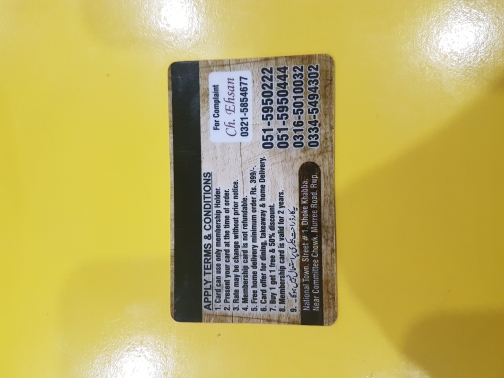 APPLY TERMS & CONDITIONS
1. Card can use only membership Holder.
2. Present your card at the time of order.
3. Rule may be change without prior notice.
4. Membership card is not refundable.
5. Free home delivery minimum order Rs. 399/-.
6. Card offer for dining, takeaway & home Delivery.
7. Buy 1 get 1 free & 50% discount.
8. Membership card is valid for 2 years.
9.
National Town, Street # 1, Dhoke Khabba,
Near Committee Chowk, Murree Road, Rwp.
For Complaint
Ch. Ehsan
0321-5854677
051-5950222
051-5950444
0316-5010032
0334-5494302